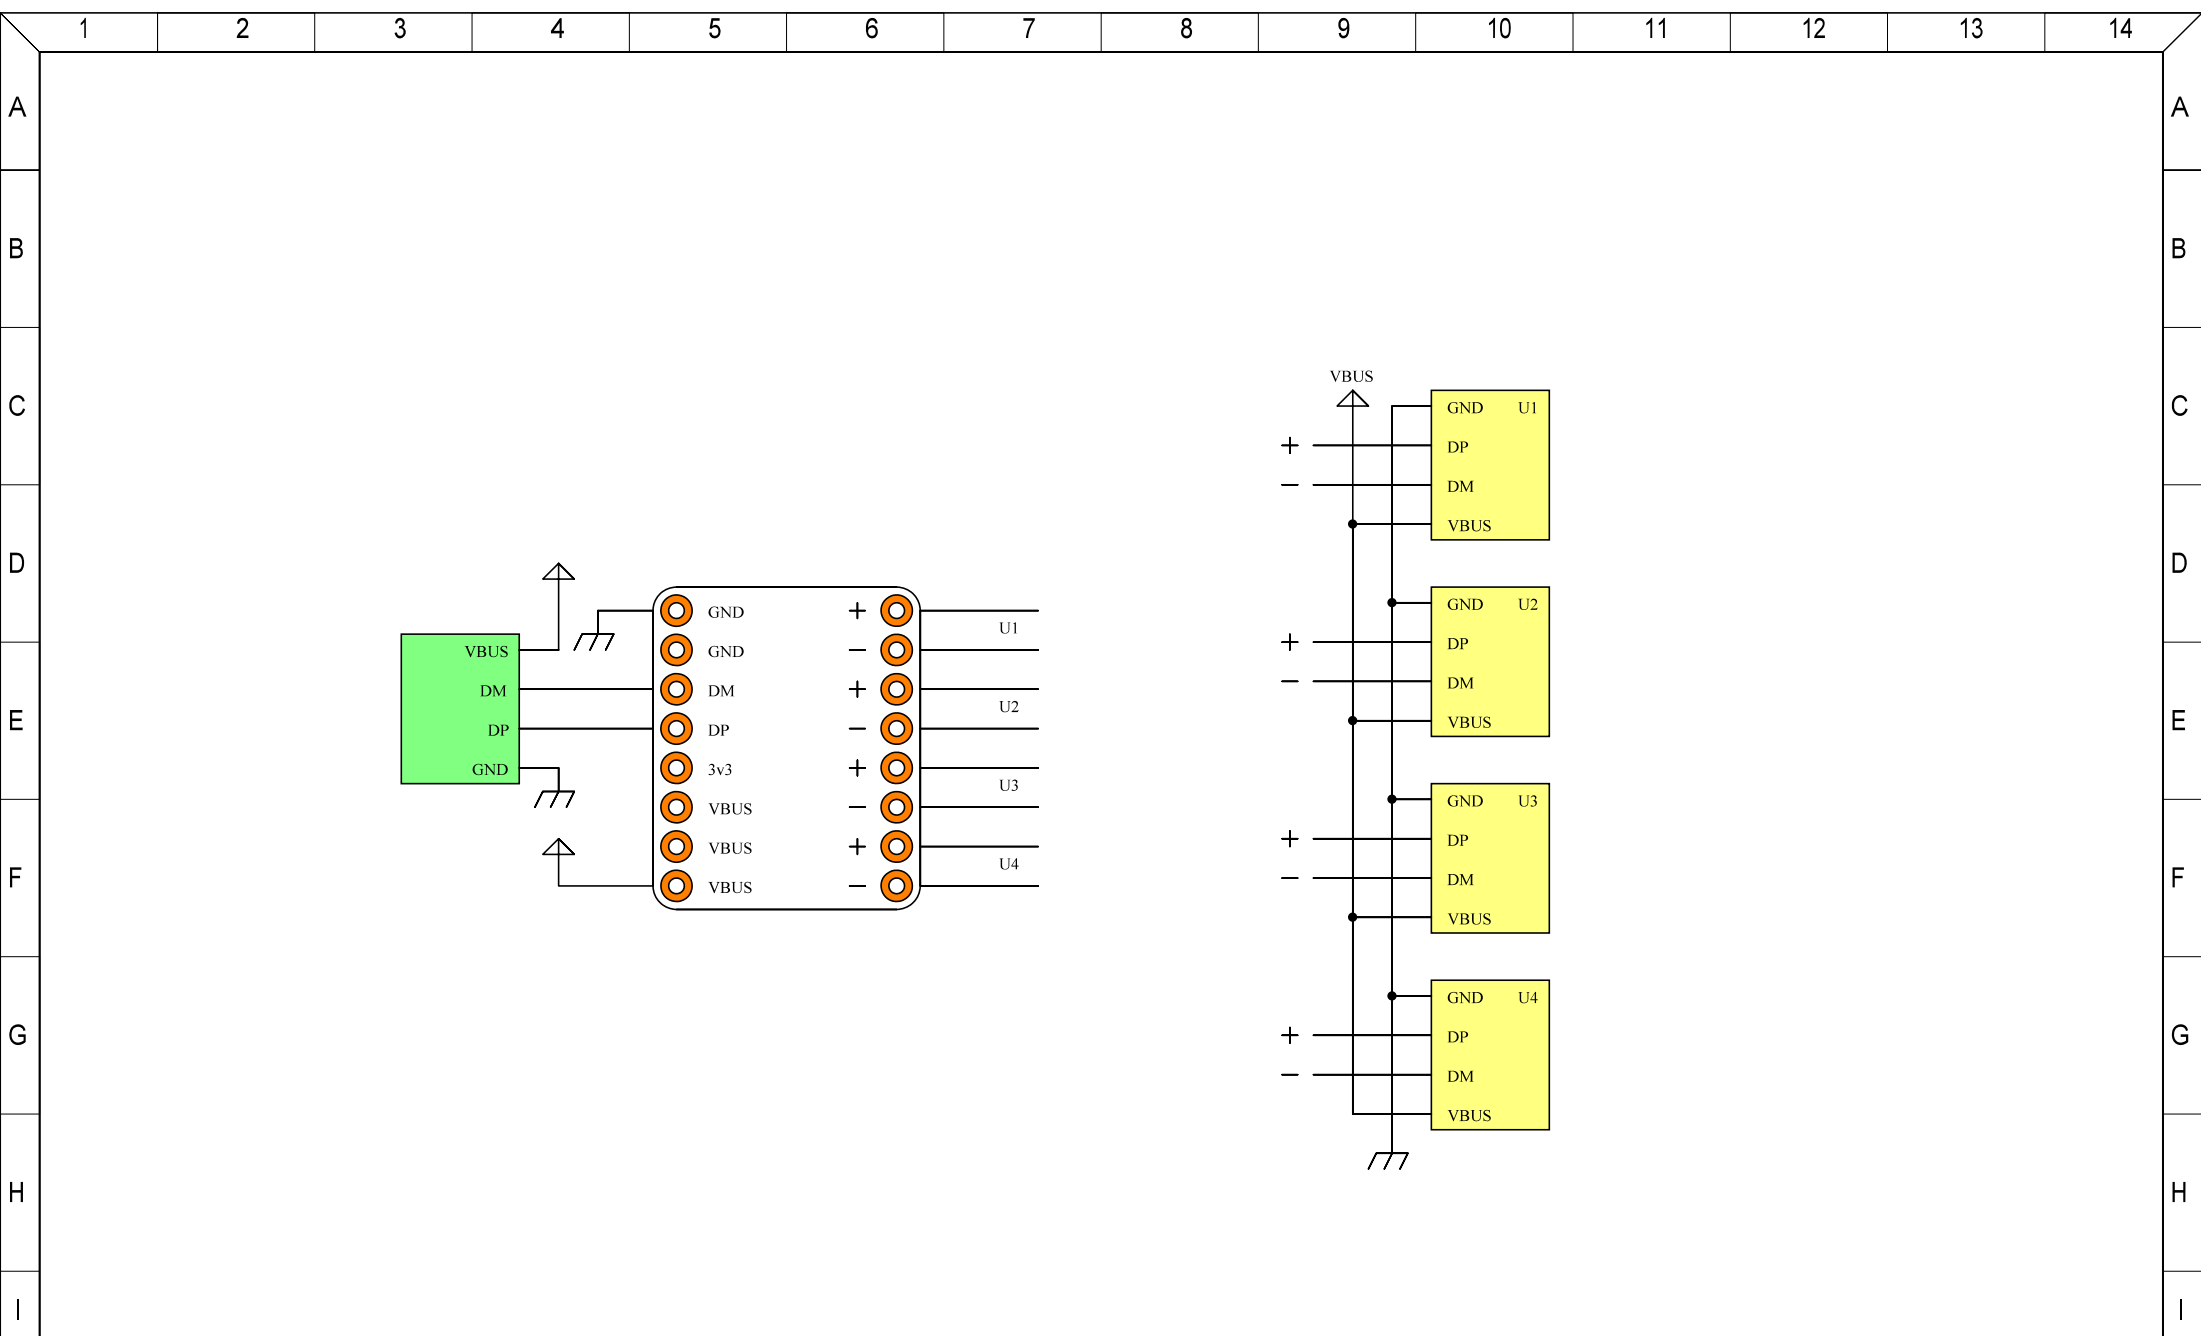 1 2 3 4 5 6 7 8 9 10 11 12 13 14
A A
B B
C C
D D
E E
F F
G G
H H
I I
VBUS
DM
DP
GND
GND +
GND −
DM +
DP −
3v3 +
VBUS −
VBUS +
VBUS −
U1
U2
U3
U4
VBUS
GND U1
+ DP
− DM
VBUS
GND U2
+ DP
− DM
VBUS
GND U3
+ DP
− DM
VBUS
GND U4
+ DP
− DM
VBUS